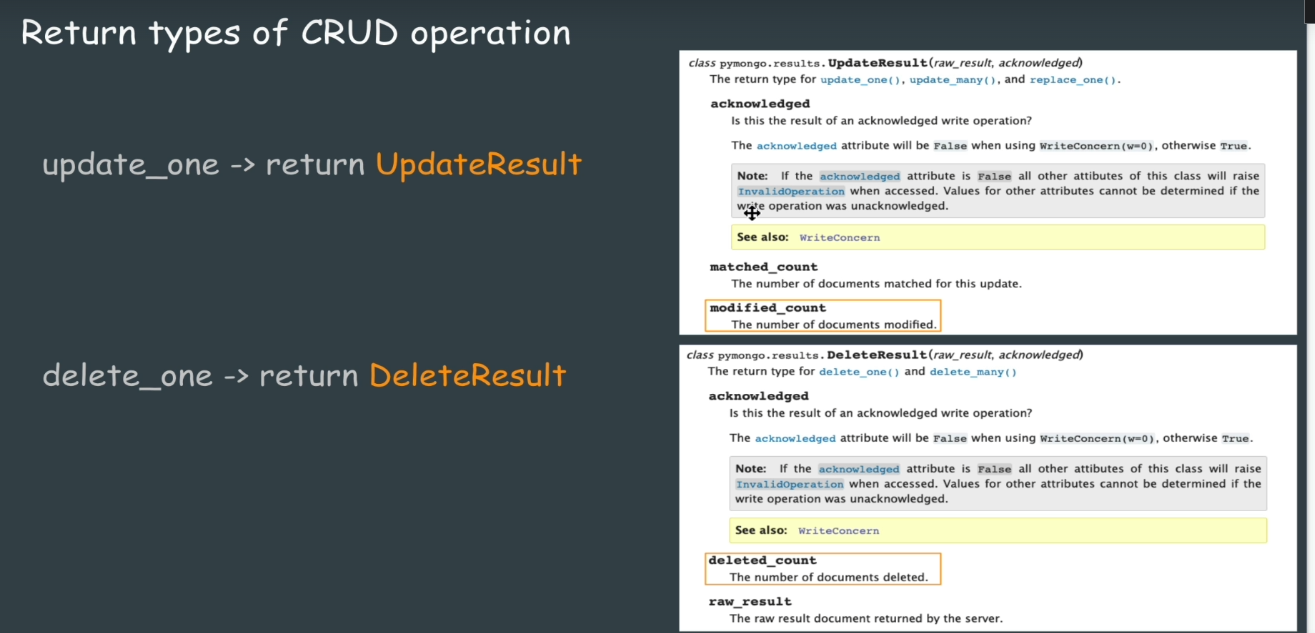 Return types of CRUD operation
update_one -> return UpdateResult
delete_one -> return DeleteResult
class pymongo.results.UpdateResult(raw_result, acknowledged)
The return type for update_one(), update_many(), and replace_one().
acknowledged
Is this the result of an acknowledged write operation?
The acknowledged attribute will be False when using WriteConcern(w=0), otherwise True.
Note: If the acknowledged attribute is False all other attibutes of this class will raise
InvalidOperation when accessed. Values for other attributes cannot be determined if the
write operation was unacknowledged.
See also: WriteConcern
matched_count
The number of documents matched for this update.
modified_count
The number of documents modified.
class pymongo.results.DeleteResult(raw_result, acknowledged)
The return type for delete_one() and delete_many()
acknowledged
Is this the result of an acknowledged write operation?
The acknowledged attribute will be False when using WriteConcern(w=0), otherwise True.
Note: If the acknowledged attribute is False all other attibutes of this class will raise
InvalidOperation when accessed. Values for other attributes cannot be determined if the
write operation was unacknowledged.
See also: WriteConcern
deleted_count
The number of documents deleted.
raw_result
The raw result document returned by the server.